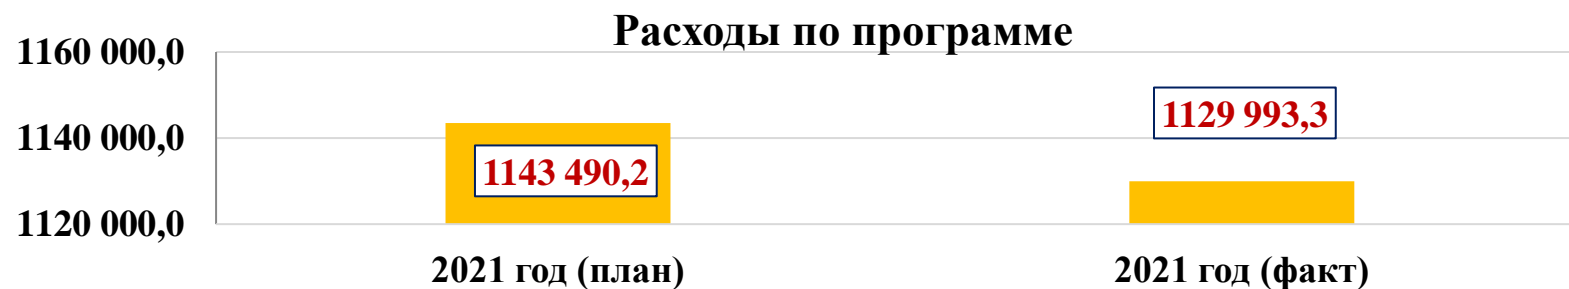 Расходы по программе
1160 000,0
1140 000,0
1120 000,0
1143 490,2
1129 993,3
2021 год (план)
2021 год (факт)